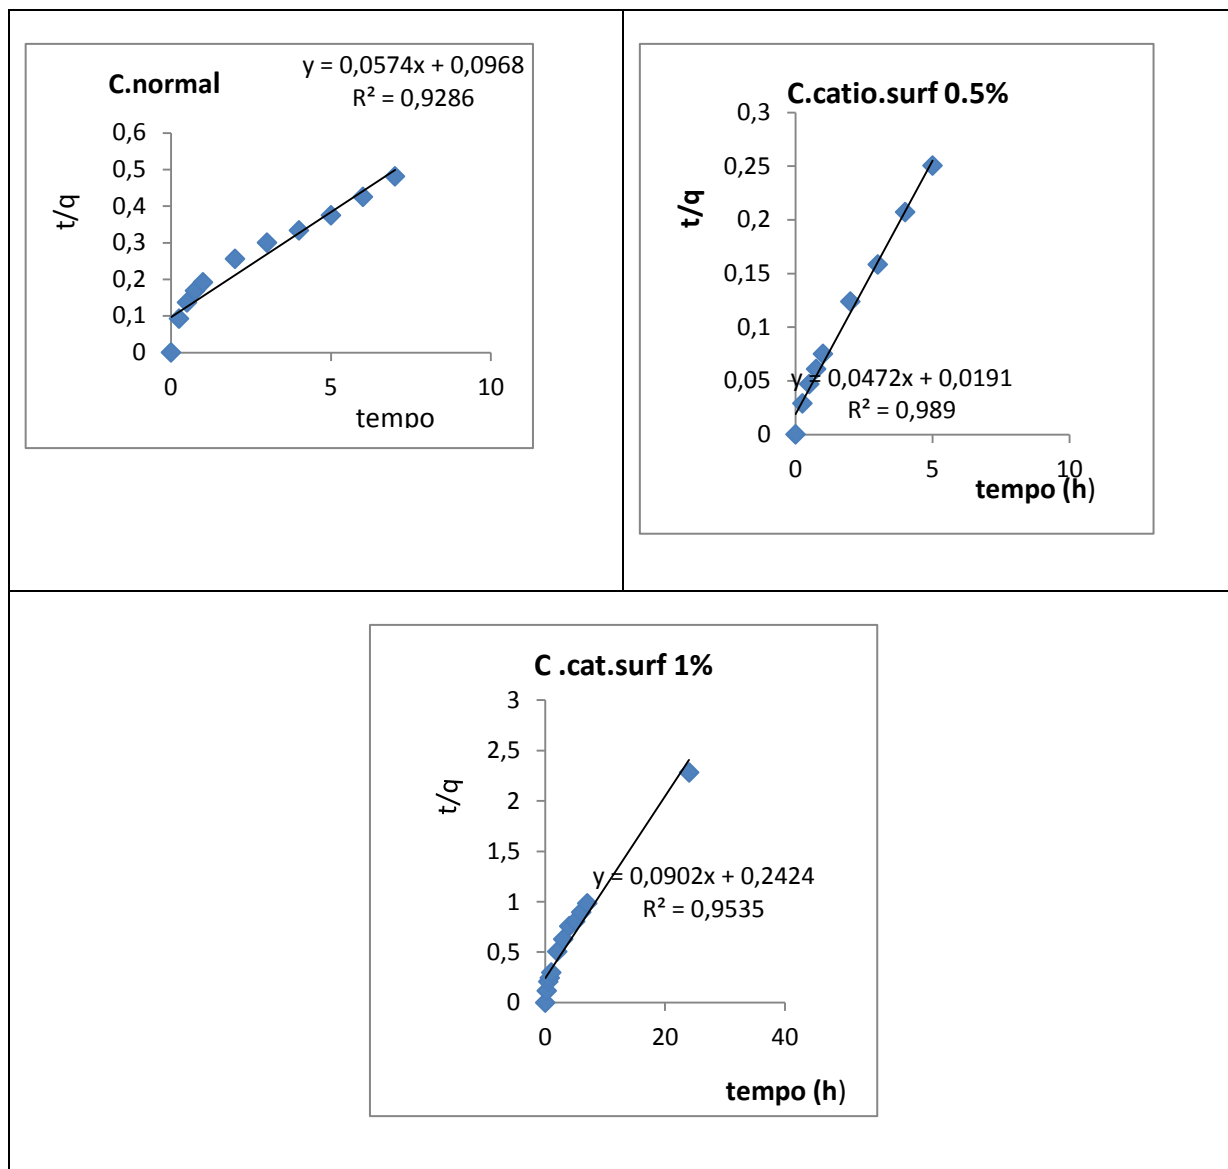 C.normal
y = 0,0574x + 0,0968
R² = 0,9286
0,6
0,5
0,4
0,3
0,2
0,1
0
t/q
0 5 10
tempo
C.catio.surf 0.5%
0,3
0,25
0,2
0,15
0,1
0,05
0
t/q
y = 0,0472x + 0,0191
R² = 0,989
0 5 10
tempo (h)
C .cat.surf 1%
3
2,5
2
1,5
1
0,5
0
t/q
y = 0,0902x + 0,2424
R² = 0,9535
0 20 40
tempo (h)